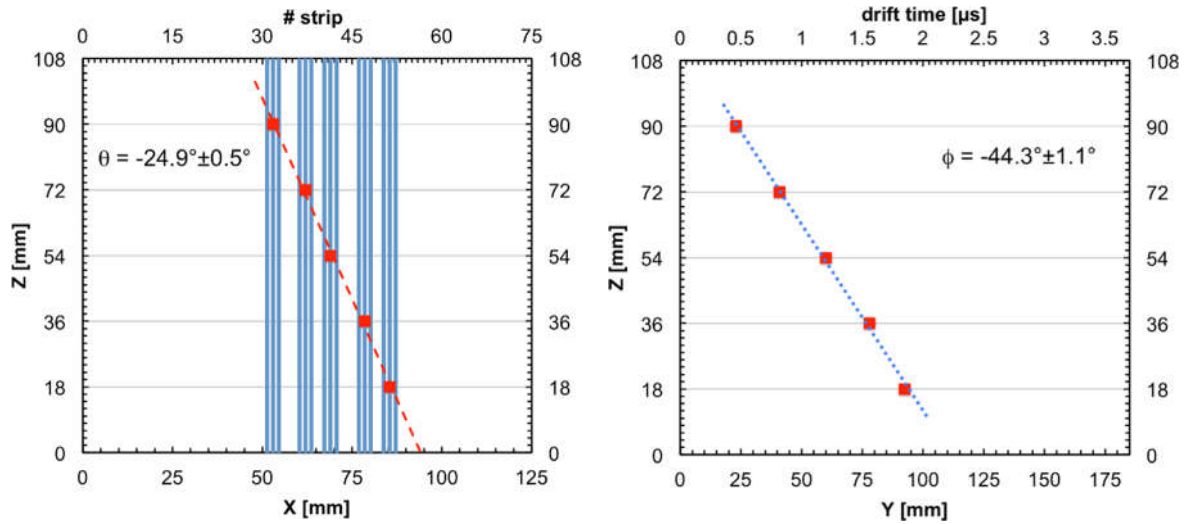 # strip
0 15 30 45 60 75
108 108
90 90
θ = -24.9°±0.5°
72 72
54 54
36 36
18 18
0 0
0 25 50 75 100 125
X [mm]
Z [mm]
drift time [µs]
0 0.5 1 1.5 2 2.5 3 3.5
108 108
90 90
ϕ = -44.3°±1.1°
72 72
54 54
36 36
18 18
0 0
0 25 50 75 100 125 150 175
Y [mm]
Z [mm]